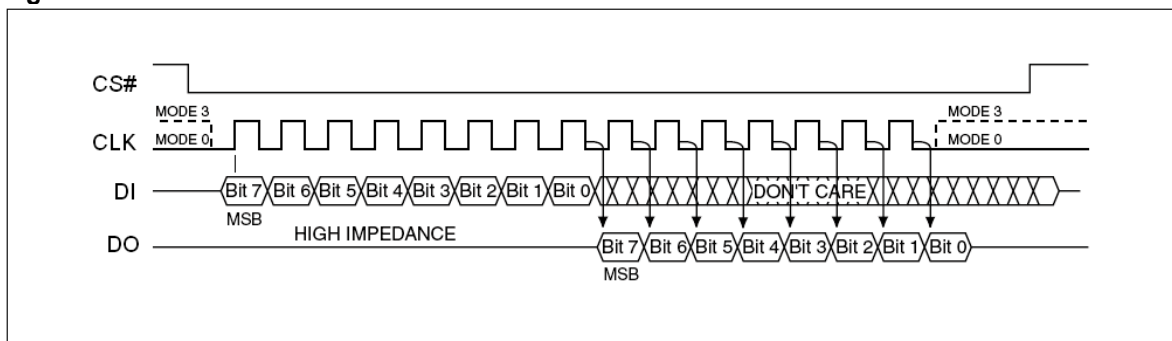 CS#
MODE 3
MODE 3
CLK
MODE 0
MODE 0
DI
Bit 7 Bit 6 Bit 5 Bit 4 Bit 3 Bit 2 Bit 1 Bit 0 DON'T CARE
MSB
HIGH IMPEDANCE
DO
Bit 7 Bit 6 Bit 5 Bit 4 Bit 3 Bit 2 Bit 1 Bit 0
MSB